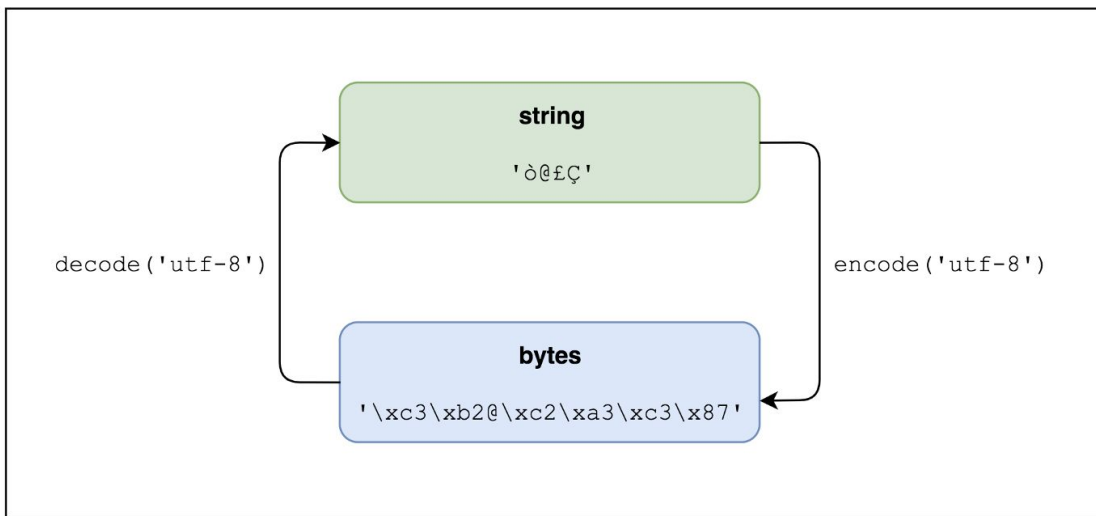 string
'ò@£Ç'
decode('utf-8')
encode('utf-8')
bytes
'\xc3\xb2@\xc2\xa3\xc3\x87'